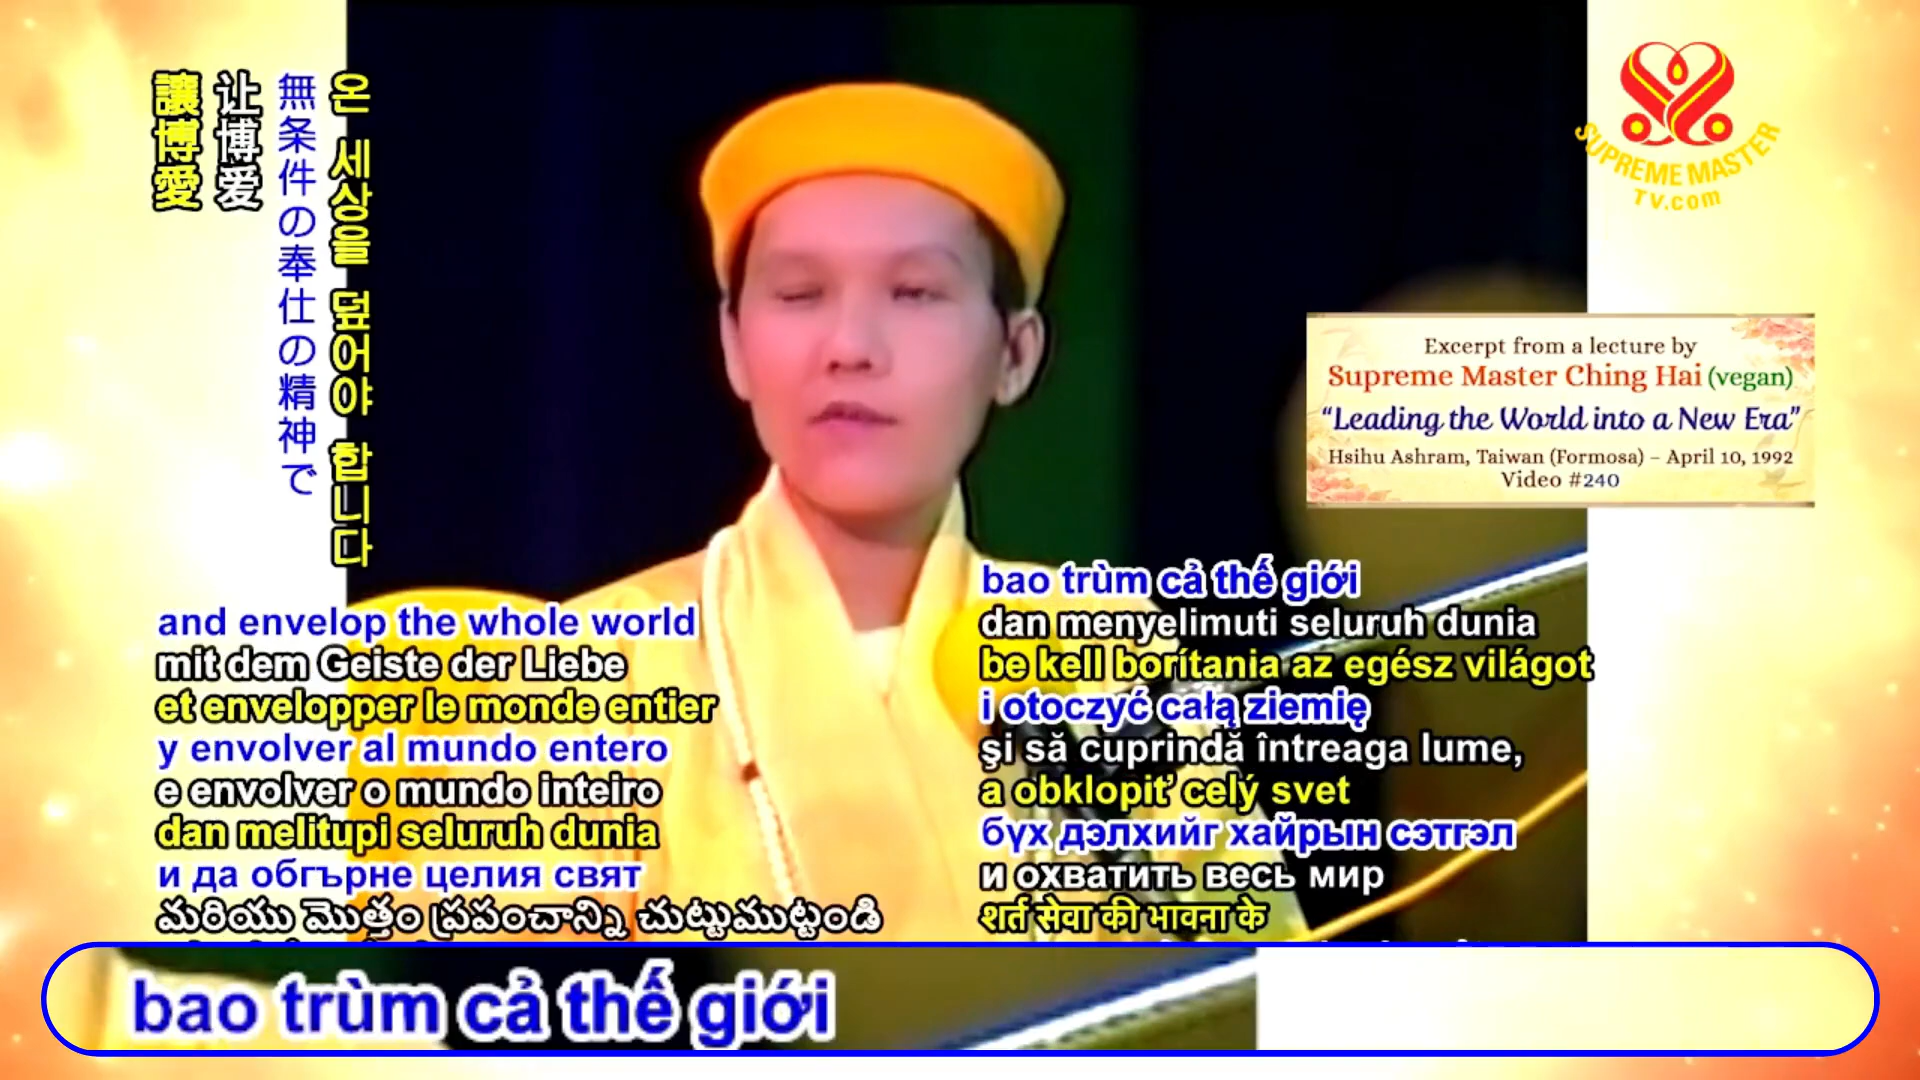 讓博愛
让博爱
無条件の奉仕の精神で
온 세상을 덮어야 합니다
SUPREME MASTER
TV.com
Excerpt from a lecture by
Supreme Master Ching Hai (vegan)
“Leading the World into a New Era”
Hsihu Ashram, Taiwan (Formosa) – April 10, 1992
Video #240
and envelop the whole world
mit dem Geiste der Liebe
et envelopper le monde entier
y envolver al mundo entero
e envolver o mundo inteiro
dan melitupi seluruh dunia
и да обгърне целия свят
మరియు మొత్తం ప్రపంచాన్ని చుట్టుముట్టండి
bao trùm cả thế giới
dan menyelimuti seluruh dunia
be kell borítania az egész világot
i otoczyć całą ziemię
şi să cuprindă întreaga lume,
a obklopiť celý svet
бүх дэлхийг хайрын сэтгэл
и охватить весь мир
शर्त सेवा की भावना के
bao trùm cả thế giới